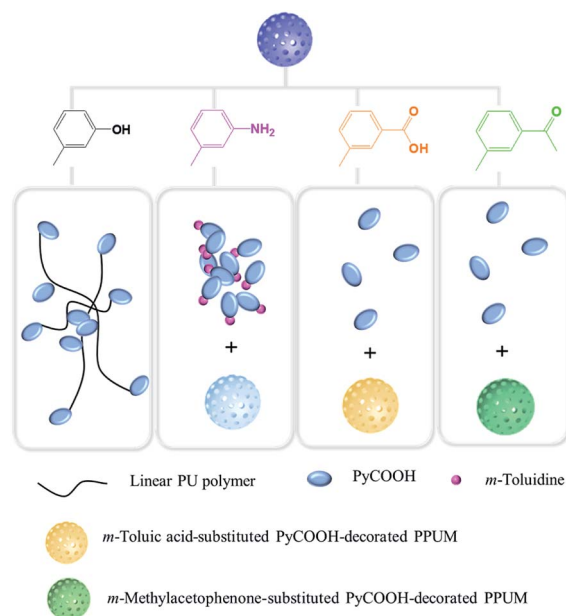 OH
NH₂
O
OH
O
+
+
+
Linear PU polymer
PyCOOH
m-Toluidine
m-Toluic acid-substituted PyCOOH-decorated PPUM
m-Methylacetophenone-substituted PyCOOH-decorated PPUM